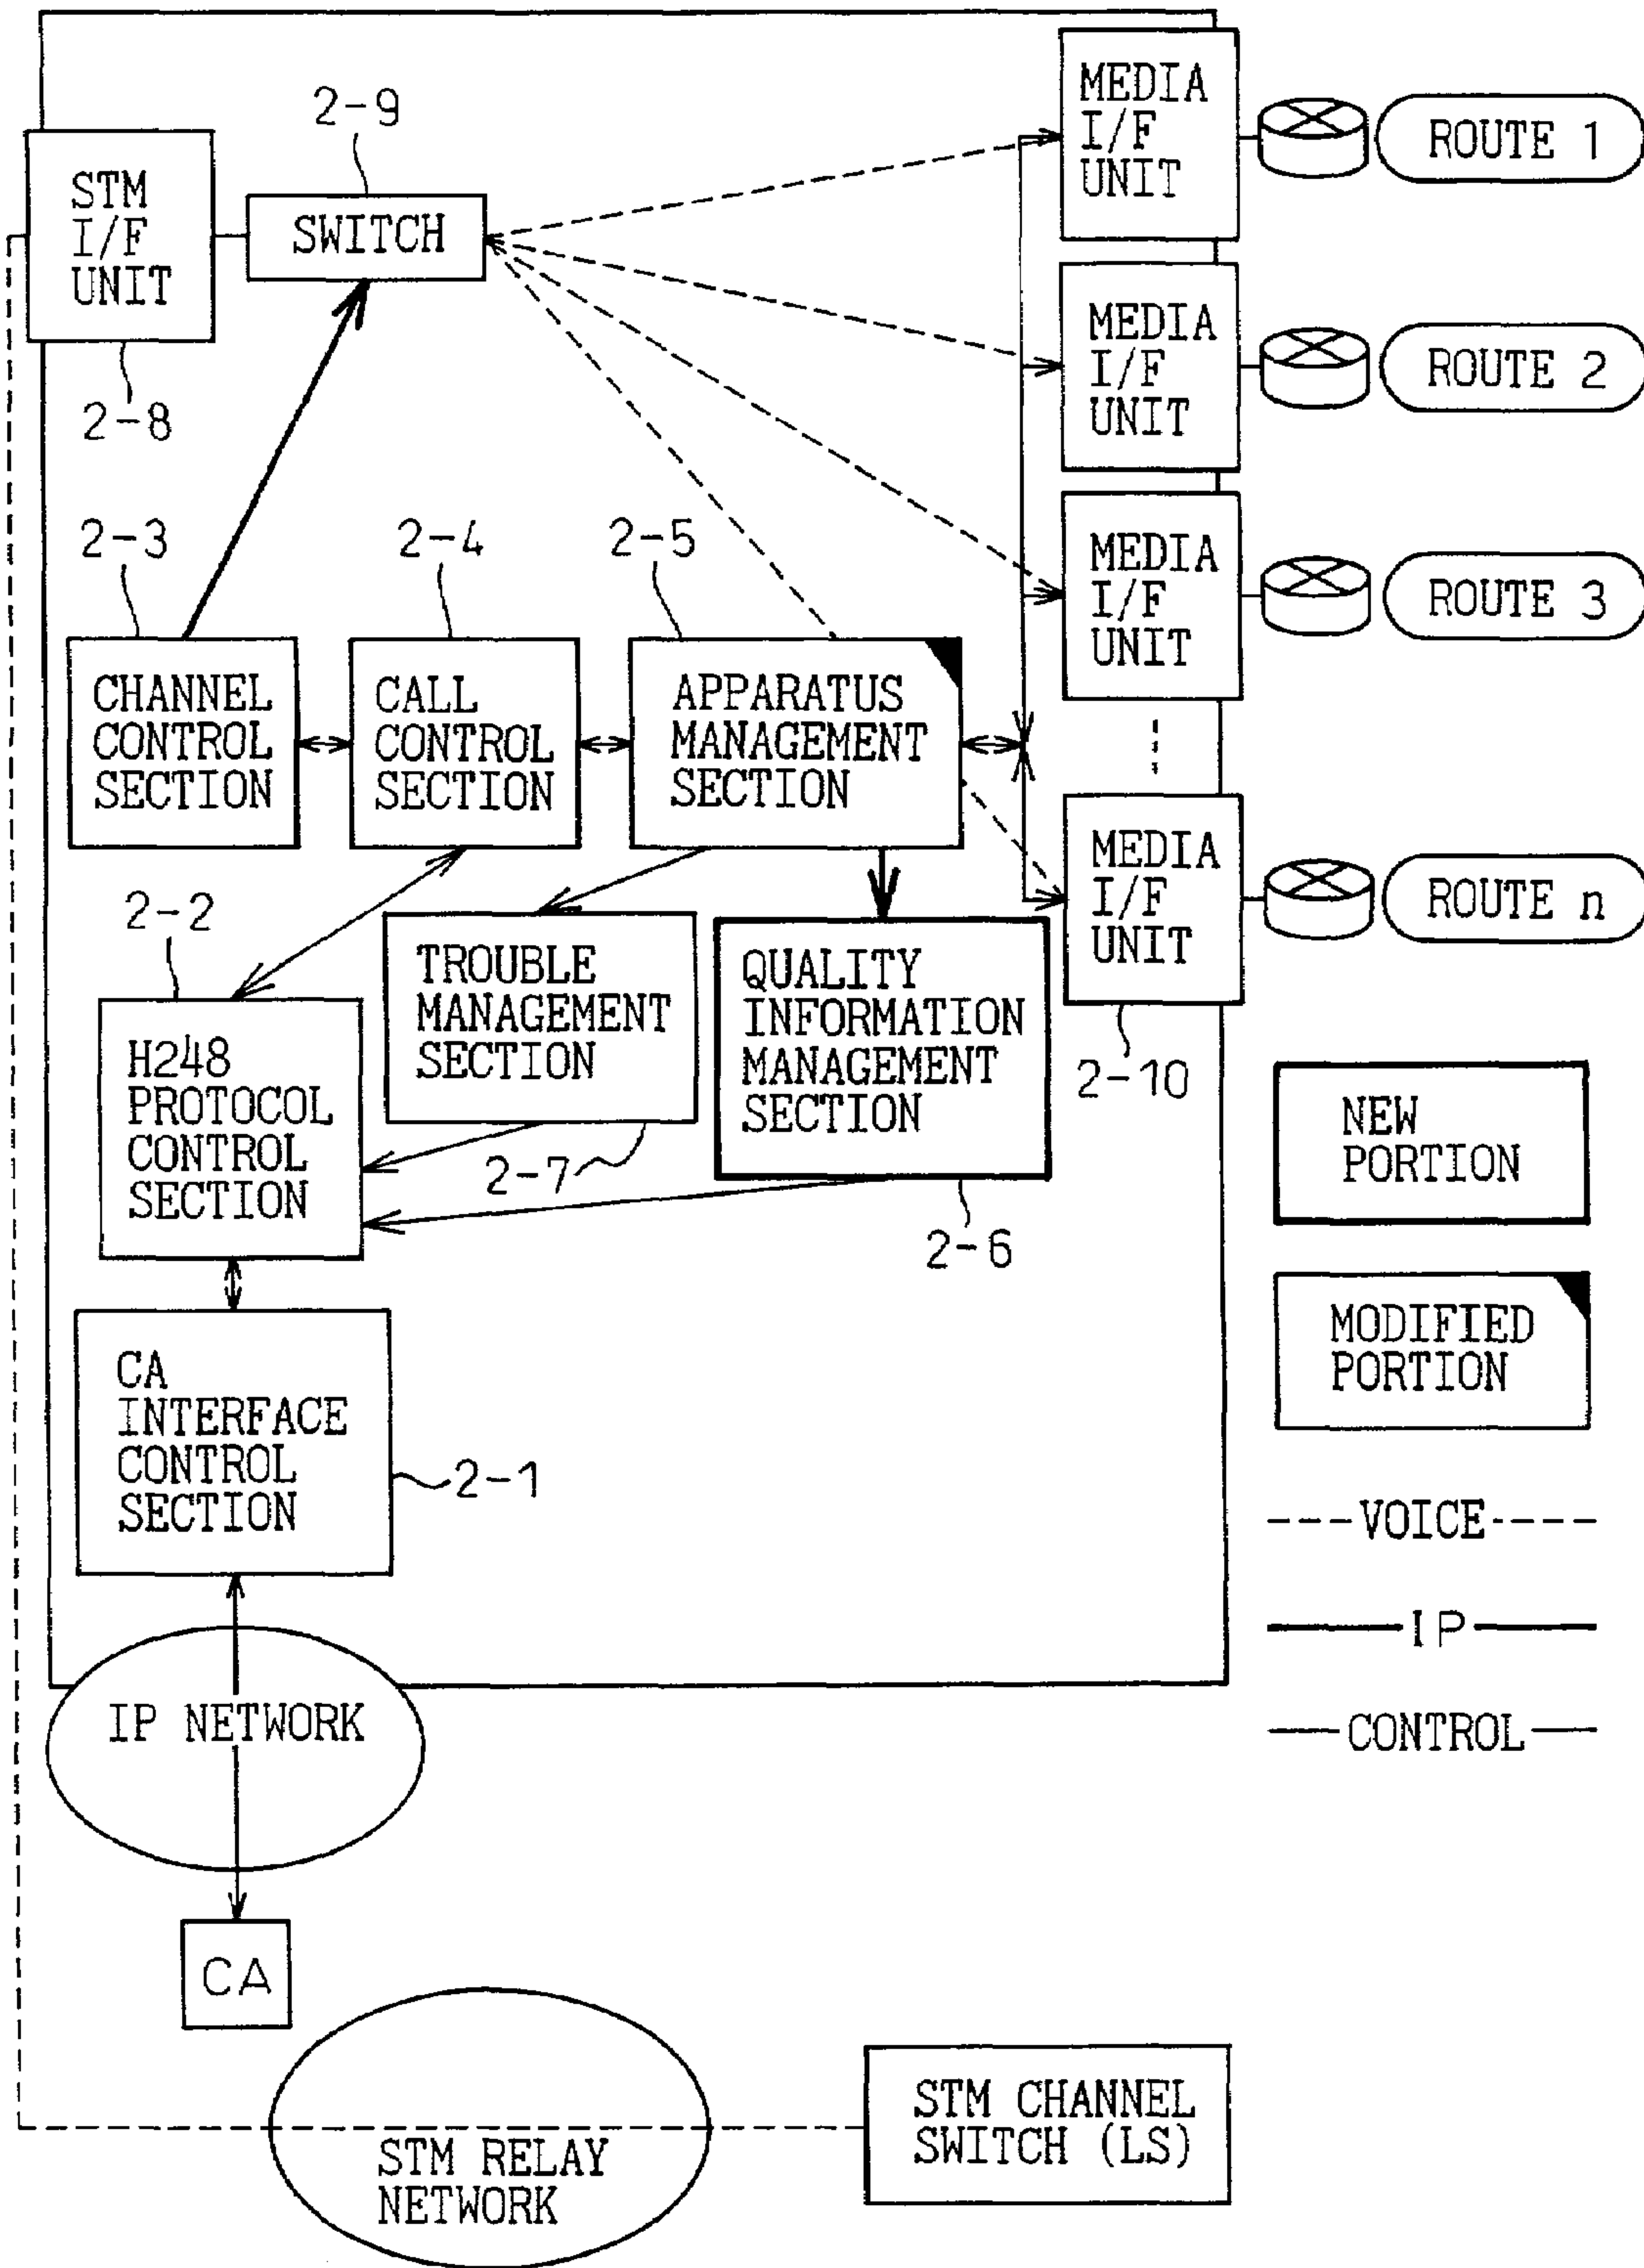 MEDIA
I/F
UNIT
ROUTE 1
2-9
STM
I/F
UNIT
SWITCH
2-8
MEDIA
I/F
UNIT
ROUTE 2
2-3
2-4
2-5
MEDIA
I/F
UNIT
ROUTE 3
CHANNEL
CONTROL
SECTION
CALL
CONTROL
SECTION
APPARATUS
MANAGEMENT
SECTION
MEDIA
I/F
UNIT
ROUTE n
2-10
2-2
TROUBLE
MANAGEMENT
SECTION
2-7
QUALITY
INFORMATION
MANAGEMENT
SECTION
2-6
H248
PROTOCOL
CONTROL
SECTION
NEW
PORTION
MODIFIED
PORTION
CA
INTERFACE
CONTROL
SECTION
2-1
VOICE
IP
CONTROL
IP NETWORK
CA
STM RELAY
NETWORK
STM CHANNEL
SWITCH (LS)